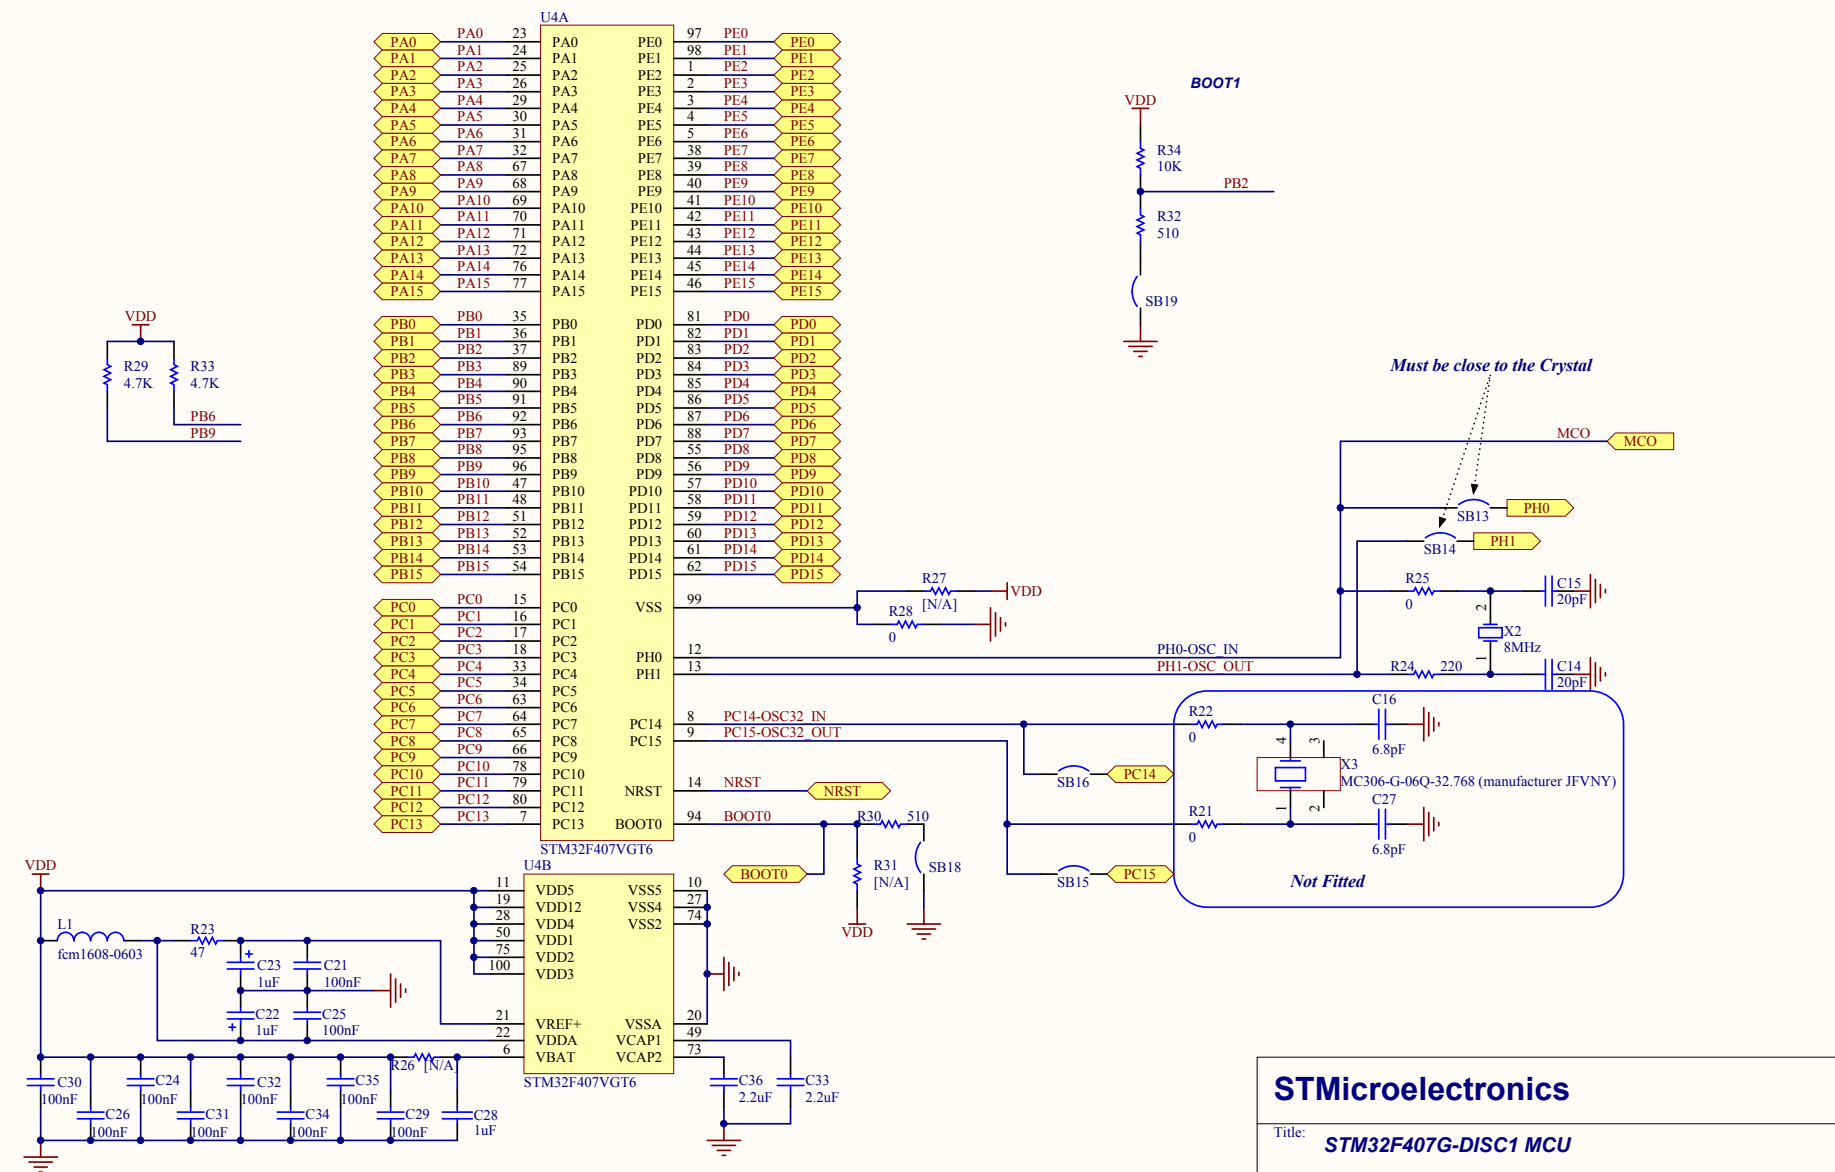 U4A
PA0 PA0 23 PA0 PE0 97 PE0 PE0
PA1 PA1 24 PA1 PE1 98 PE1 PE1
PA2 PA2 25 PA2 PE2 1 PE2 PE2
PA3 PA3 26 PA3 PE3 2 PE3 PE3
PA4 PA4 29 PA4 PE4 3 PE4 PE4
PA5 PA5 30 PA5 PE5 4 PE5 PE5
PA6 PA6 31 PA6 PE6 5 PE6 PE6
PA7 PA7 32 PA7 PE7 38 PE7 PE7
PA8 PA8 67 PA8 PE8 39 PE8 PE8
PA9 PA9 68 PA9 PE9 40 PE9 PE9
PA10 PA10 69 PA10 PE10 41 PE10 PE10
PA11 PA11 70 PA11 PE11 42 PE11 PE11
PA12 PA12 71 PA12 PE12 43 PE12 PE12
PA13 PA13 72 PA13 PE13 44 PE13 PE13
PA14 PA14 76 PA14 PE14 45 PE14 PE14
PA15 PA15 77 PA15 PE15 46 PE15 PE15
PB0 PB0 35 PB0 PD0 81 PD0 PD0
PB1 PB1 36 PB1 PD1 82 PD1 PD1
PB2 PB2 37 PB2 PD2 83 PD2 PD2
PB3 PB3 89 PB3 PD3 84 PD3 PD3
PB4 PB4 90 PB4 PD4 85 PD4 PD4
PB5 PB5 91 PB5 PD5 86 PD5 PD5
PB6 PB6 92 PB6 PD6 87 PD6 PD6
PB7 PB7 93 PB7 PD7 88 PD7 PD7
PB8 PB8 95 PB8 PD8 55 PD8 PD8
PB9 PB9 96 PB9 PD9 56 PD9 PD9
PB10 PB10 47 PB10 PD10 57 PD10 PD10
PB11 PB11 48 PB11 PD11 58 PD11 PD11
PB12 PB12 51 PB12 PD12 59 PD12 PD12
PB13 PB13 52 PB13 PD13 60 PD13 PD13
PB14 PB14 53 PB14 PD14 61 PD14 PD14
PB15 PB15 54 PB15 PD15 62 PD15 PD15
PC0 PC0 15 PC0 VSS 99
PC1 PC1 16 PC1
PC2 PC2 17 PC2
PC3 PC3 18 PC3 PH0 12 PH0-OSC_IN
PC4 PC4 33 PC4 PH1 13 PH1-OSC_OUT
PC5 PC5 34 PC5
PC6 PC6 63 PC6
PC7 PC7 64 PC7 PC14 8 PC14-OSC32_IN
PC8 PC8 65 PC8 PC15 9 PC15-OSC32_OUT
PC9 PC9 66 PC9
PC10 PC10 78 PC10
PC11 PC11 79 PC11 NRST 14 NRST NRST
PC12 PC12 80 PC12
PC13 PC13 7 PC13 BOOT0 94 BOOT0
STM32F407VGT6
BOOT1
VDD
R34
10K
PB2
R32
510
SB19
VDD
R29
4.7K
R33
4.7K
PB6
PB9
Must be close to the Crystal
MCO MCO
SB13 PH0
SB14 PH1
R27
[N/A]
VDD
R28
0
R25
0
C15
20pF
2
X2
8MHz
1
R24 220
C14
20pF
R22
0
C16
6.8pF
4 3
X3
MC306-G-06Q-32.768 (manufacturer JFVNY)
1 2
SB16 PC14
R21
0
C27
6.8pF
SB15 PC15
Not Fitted
R30 510
R31
[N/A]
SB18
BOOT0
VDD
U4B
VDD
11 VDD5 VSS5 10
19 VDD12 VSS4 27
28 VDD4 VSS2 74
50 VDD1
75 VDD2
100 VDD3
21 VREF+ VSSA 20
22 VDDA VCAP1 49
6 VBAT VCAP2 73
STM32F407VGT6
L1
fcm1608-0603
R23
47
+
C23
1uF
C21
100nF
C22
1uF
+
C25
100nF
R26 [N/A]
C30
100nF
C24
100nF
C32
100nF
C35
100nF
C26
100nF
C31
100nF
C34
100nF
C29
100nF
C28
1uF
C36
2.2uF
C33
2.2uF
STMicroelectronics
Title:
STM32F407G-DISC1 MCU